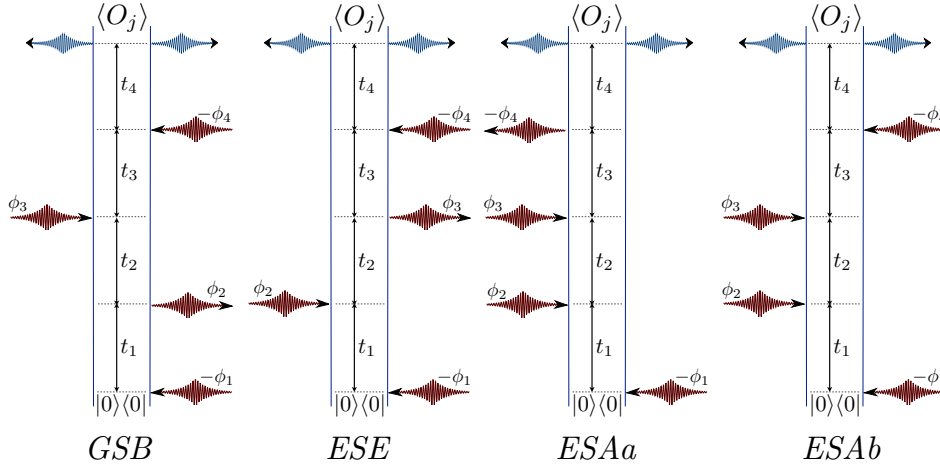 ⟨O_j⟩ ⟨O_j⟩ ⟨O_j⟩ ⟨O_j⟩
t_4 t_4 t_4 t_4
−ϕ_4 −ϕ_4 −ϕ_4
t_3 t_3 t_3 t_3
ϕ_3 ϕ_3 ϕ_3 ϕ_3
t_2 t_2 t_2 t_2
ϕ_2 ϕ_2 ϕ_2 ϕ_2
t_1 t_1 t_1 t_1
−ϕ_1 −ϕ_1 −ϕ_1
|0⟩⟨0| |0⟩⟨0| |0⟩⟨0| |0⟩⟨0|
GSB ESE ESAa ESAb